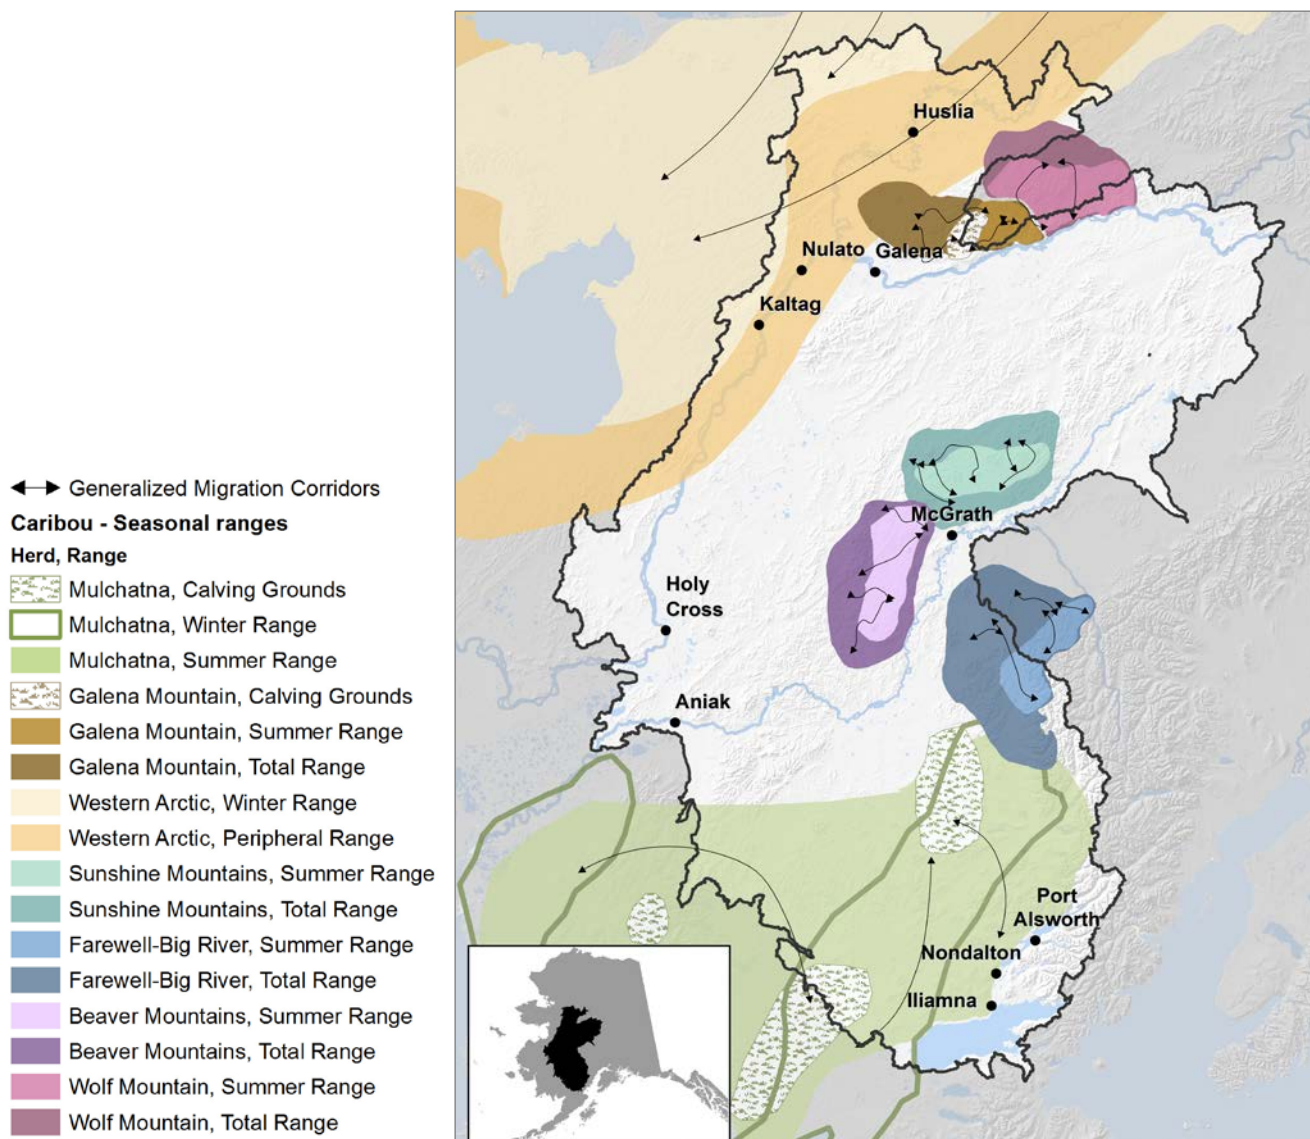 Generalized Migration Corridors
Caribou - Seasonal ranges
Herd, Range
Mulchatna, Calving Grounds
Mulchatna, Winter Range
Mulchatna, Summer Range
Galena Mountain, Calving Grounds
Galena Mountain, Summer Range
Galena Mountain, Total Range
Western Arctic, Winter Range
Western Arctic, Peripheral Range
Sunshine Mountains, Summer Range
Sunshine Mountains, Total Range
Farewell-Big River, Summer Range
Farewell-Big River, Total Range
Beaver Mountains, Summer Range
Beaver Mountains, Total Range
Wolf Mountain, Summer Range
Wolf Mountain, Total Range
Huslia
Nulato
Galena
Kaltag
McGrath
Holy
Cross
Aniak
Port
Alsworth
Nondalton
Iliamna